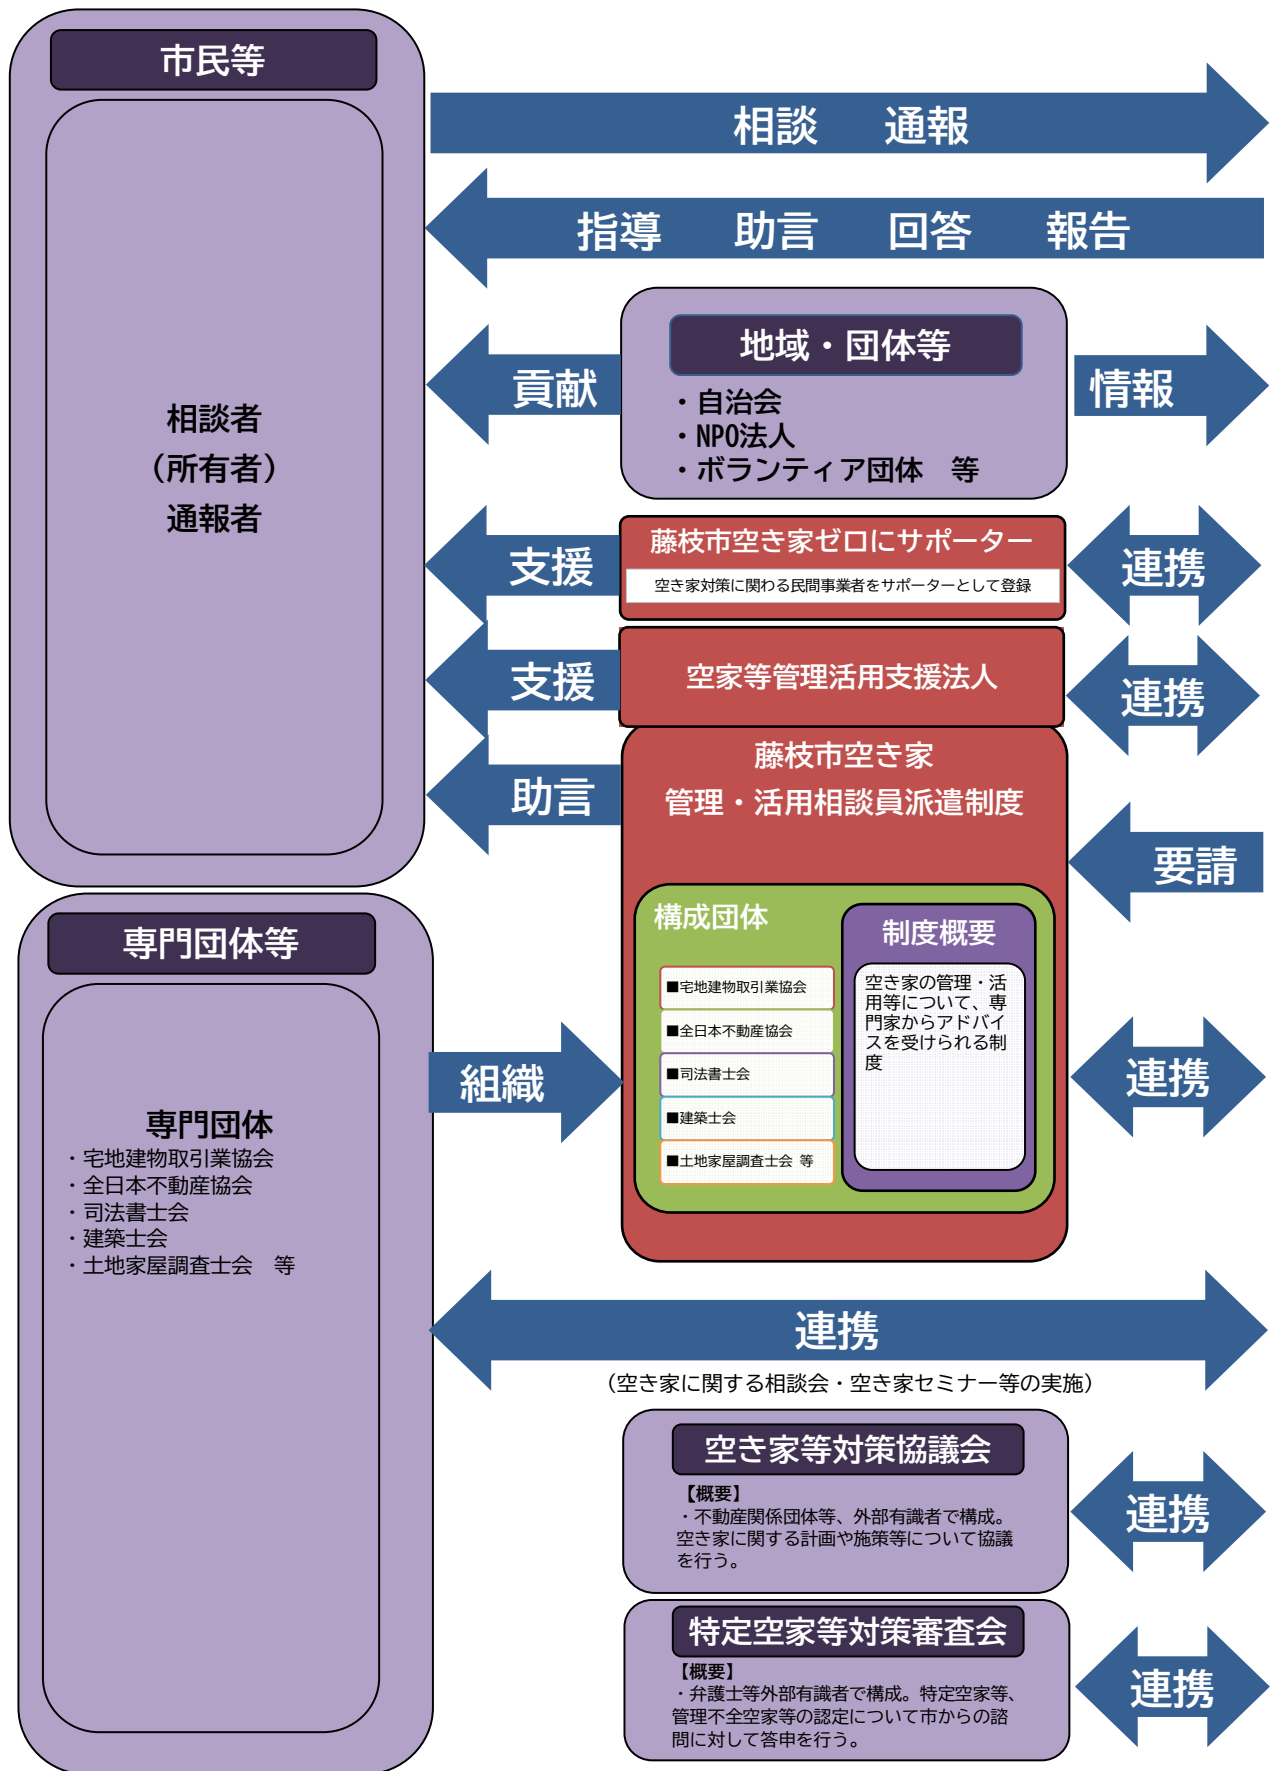 市民等
相談者
（所有者）
通報者
相談　通報
指導　助言　回答　報告
貢献
地域・団体等
・自治会
・NPO法人
・ボランティア団体　等
情報
支援
藤枝市空き家ゼロにサポーター
空き家対策に関わる民間事業者をサポーターとして登録
連携
支援
空家等管理活用支援法人
連携
助言
藤枝市空き家
管理・活用相談員派遣制度
要請
構成団体
■宅地建物取引業協会
■全日本不動産協会
■司法書士会
■建築士会
■土地家屋調査士会 等
制度概要
空き家の管理・活
用等について、専
門家からアドバイ
スを受けられる制
度
連携
専門団体等
専門団体
・宅地建物取引業協会
・全日本不動産協会
・司法書士会
・建築士会
・土地家屋調査士会　等
組織
連携
（空き家に関する相談会・空き家セミナー等の実施）
空き家等対策協議会
【概要】
・不動産関係団体等、外部有識者で構成。
空き家に関する計画や施策等について協議
を行う。
連携
特定空家等対策審査会
【概要】
・弁護士等外部有識者で構成。特定空家等、
管理不全空家等の認定について市からの諮
問に対して答申を行う。
連携